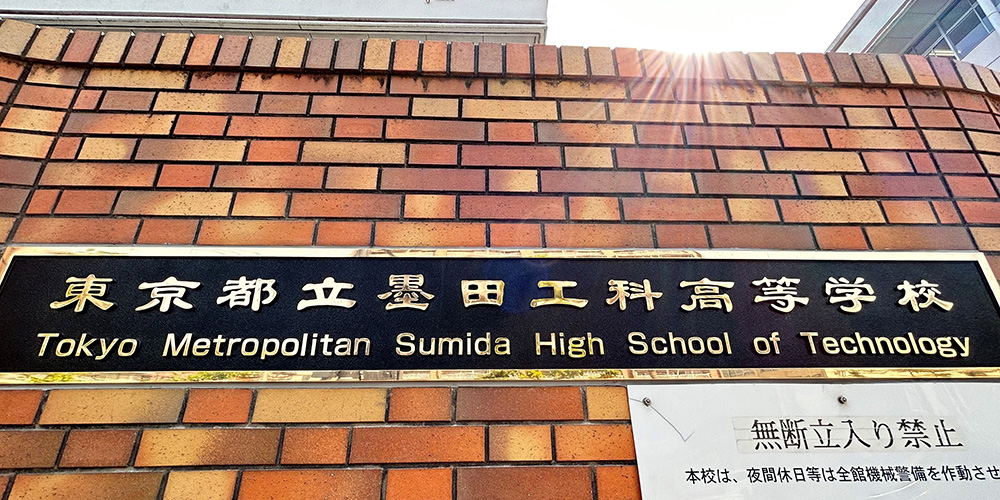 東京都立墨田工科高等学校
Tokyo Metropolitan Sumida High School of Technology
無断立入り禁止
本校は、夜間休日等は全館機械警備を作動させ